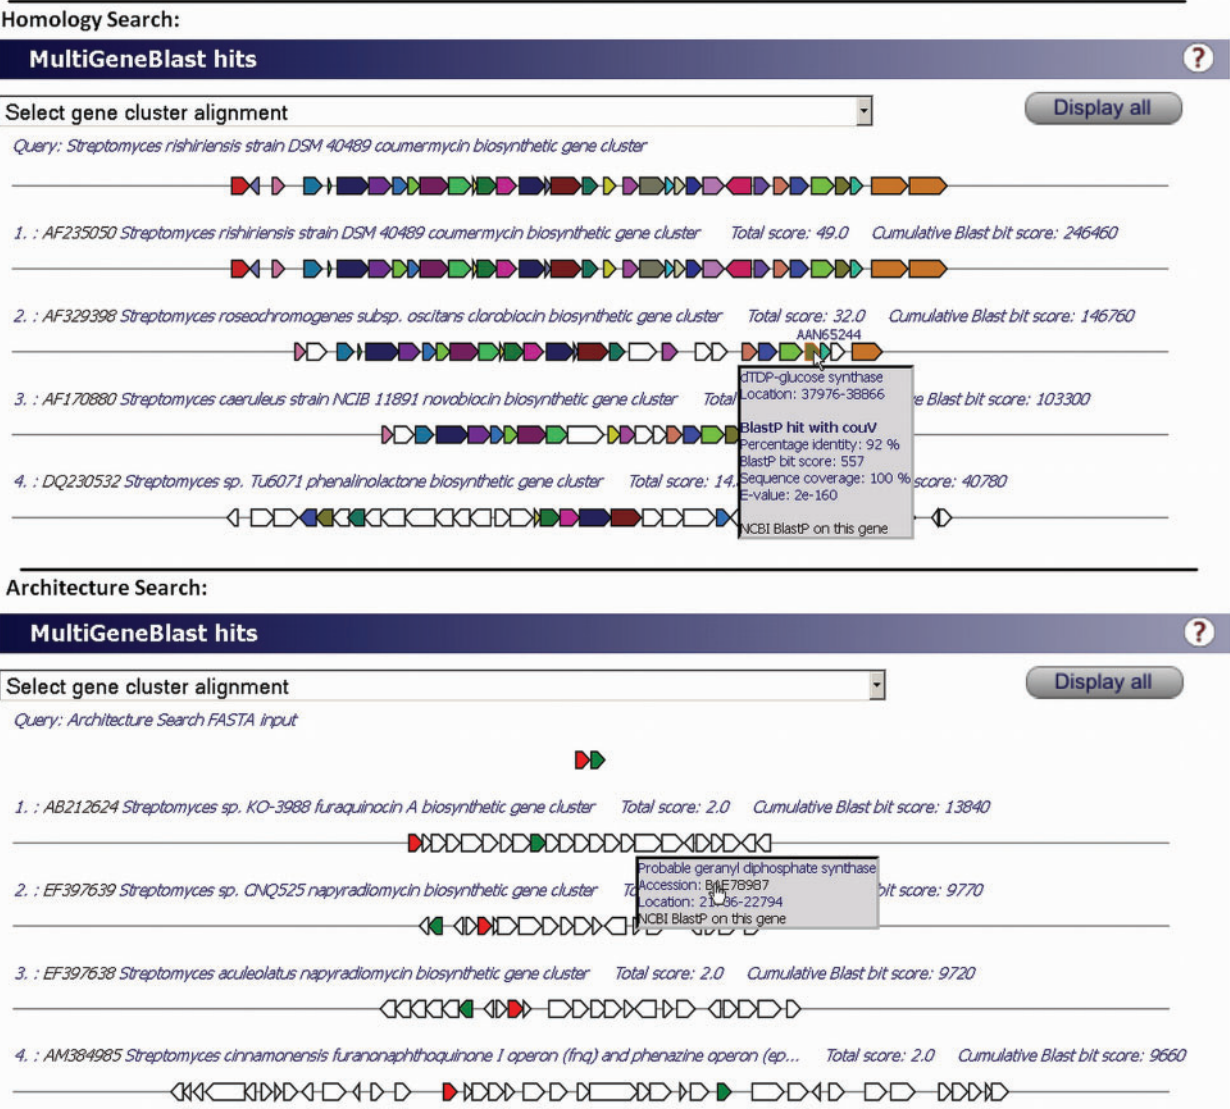 Homology Search:
MultiGeneBlast hits ?
Select gene cluster alignment Display all
Query: Streptomyces rishiriensis strain DSM 40489 coumermycin biosynthetic gene cluster
1. : AF235050 Streptomyces rishiriensis strain DSM 40489 coumermycin biosynthetic gene cluster Total score: 49.0 Cumulative Blast bit score: 246460
2. : AF329398 Streptomyces roseochromogenes subsp. oscitans clorobiocin biosynthetic gene cluster Total score: 32.0 Cumulative Blast bit score: 146760
AAN65244
dTDP-glucose synthase
Location: 37976-38866
3. : AF170880 Streptomyces caeruleus strain NCIB 11891 novobiocin biosynthetic gene cluster Total e Blast bit score: 103300
BlastP hit with couV
Percentage identity: 92 %
BlastP bit score: 557
4. : DQ230532 Streptomyces sp. Tu6071 phenalinolactone biosynthetic gene cluster Total score: 14. score: 40780
Sequence coverage: 100 %
E-value: 2e-160
NCBI BlastP on this gene
Architecture Search:
MultiGeneBlast hits ?
Select gene cluster alignment Display all
Query: Architecture Search FASTA input
1. : AB212624 Streptomyces sp. KO-3988 furaquinocin A biosynthetic gene cluster Total score: 2.0 Cumulative Blast bit score: 13840
Probable geranyl diphosphate synthase
2. : EF397639 Streptomyces sp. CNQ525 napyradiomycin biosynthetic gene cluster bit score: 9770
Accession:
Location:
NCBI BlastP on this gene
3. : EF397638 Streptomyces aculeolatus napyradiomycin biosynthetic gene cluster Total score: 2.0 Cumulative Blast bit score: 9720
4. : AM384985 Streptomyces cinnamonensis furanonaphthoquinone I operon (fnq) and phenazine operon (ep... Total score: 2.0 Cumulative Blast bit score: 9660